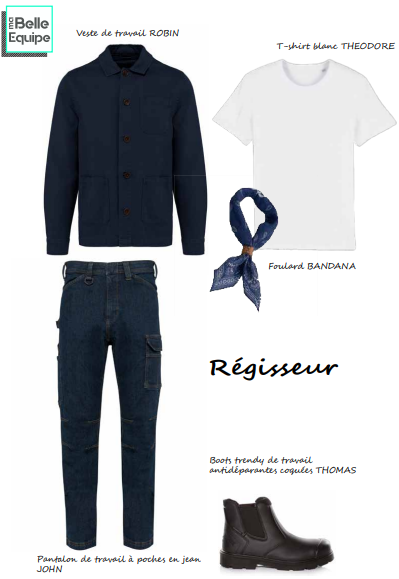 ma
Belle
Equipe
Veste de travail ROBIN
T-shirt blanc THEODORE
Foulard BANDANA
Régisseur
Boots trendy de travail
antidéparantes coquées THOMAS
Pantalon de travail à poches en jean
JOHN